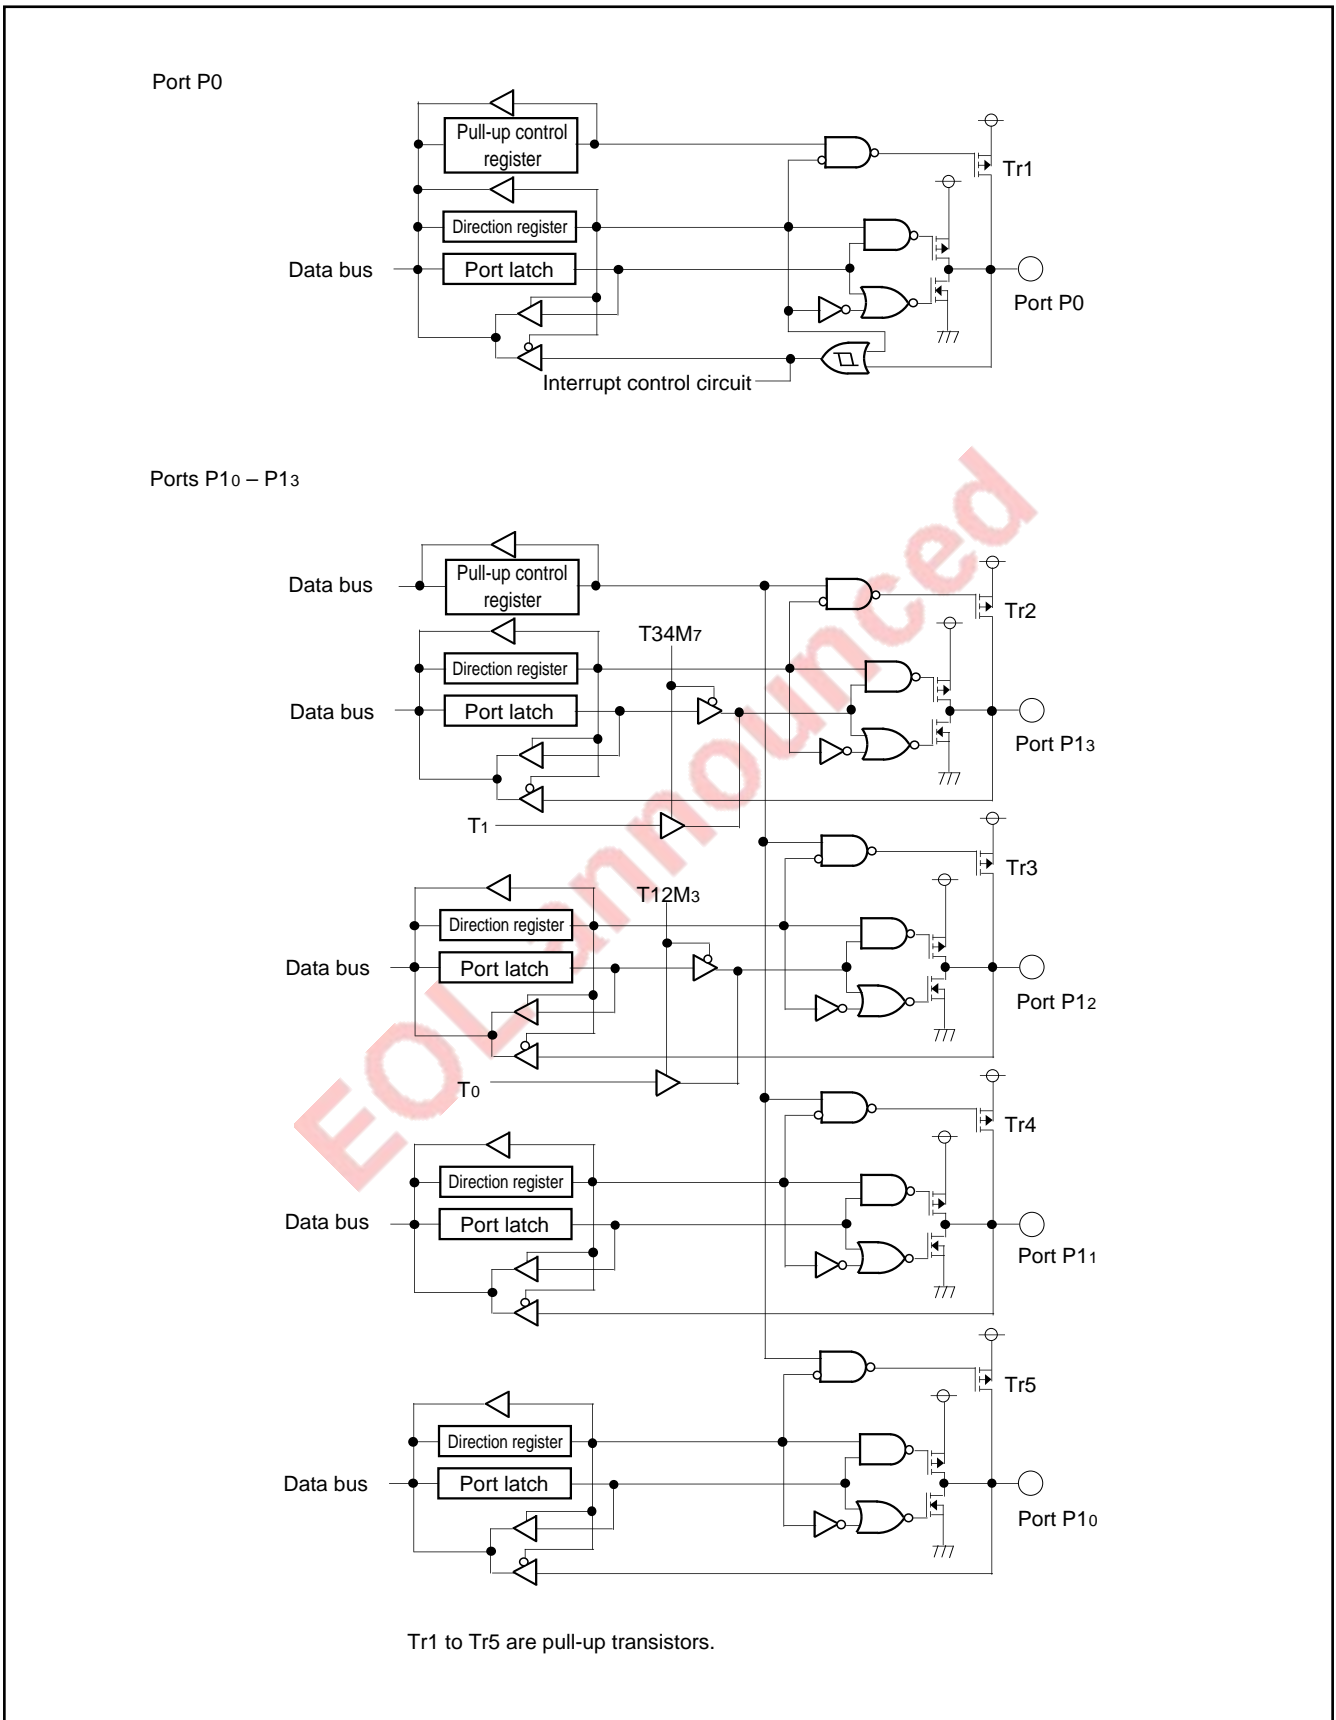 Port P0
Pull-up control
register
Tr1
Direction register
Data bus
Port latch
Port P0
Interrupt control circuit
Ports P10 – P13
Data bus
Pull-up control
register
Tr2
T34M7
Direction register
Data bus
Port latch
Port P13
T1
Tr3
T12M3
Direction register
Data bus
Port latch
Port P12
T0
Tr4
Direction register
Data bus
Port latch
Port P11
Tr5
Direction register
Data bus
Port latch
Port P10
Tr1 to Tr5 are pull-up transistors.
EOL announced